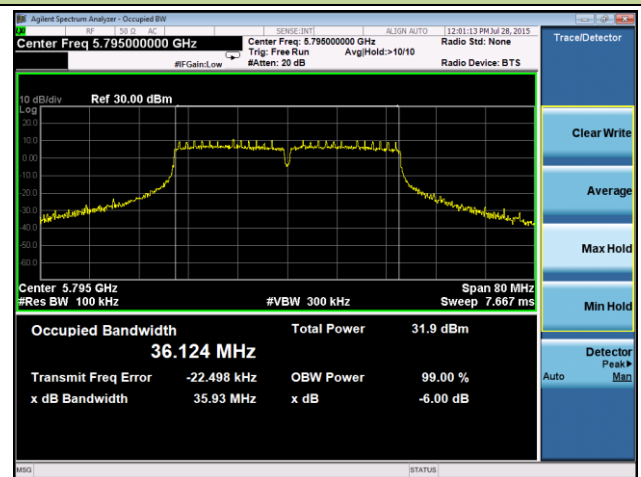 Agilent Spectrum Analyzer - Occupied BW
RF 50 Ω AC SENSE:INT ALIGN AUTO 12:01:13 PM Jul 28, 2015
Center Freq 5.795000000 GHz
Center Freq: 5.795000000 GHz Radio Std: None
Trig: Free Run Avg|Hold:>10/10
#IFGain:Low #Atten: 20 dB Radio Device: BTS
Trace/Detector
10 dB/div Ref 30.00 dBm
Log
20.0
10.0
0.00
-10.0
-20.0
-30.0
-40.0
-50.0
-60.0
Center 5.795 GHz Span 80 MHz
#Res BW 100 kHz #VBW 300 kHz Sweep 7.667 ms
Occupied Bandwidth Total Power 31.9 dBm
36.124 MHz
Transmit Freq Error -22.498 kHz OBW Power 99.00 %
x dB Bandwidth 35.93 MHz x dB -6.00 dB
Clear Write
Average
Max Hold
Min Hold
Detector
Peak▶
Auto Man
MSG STATUS